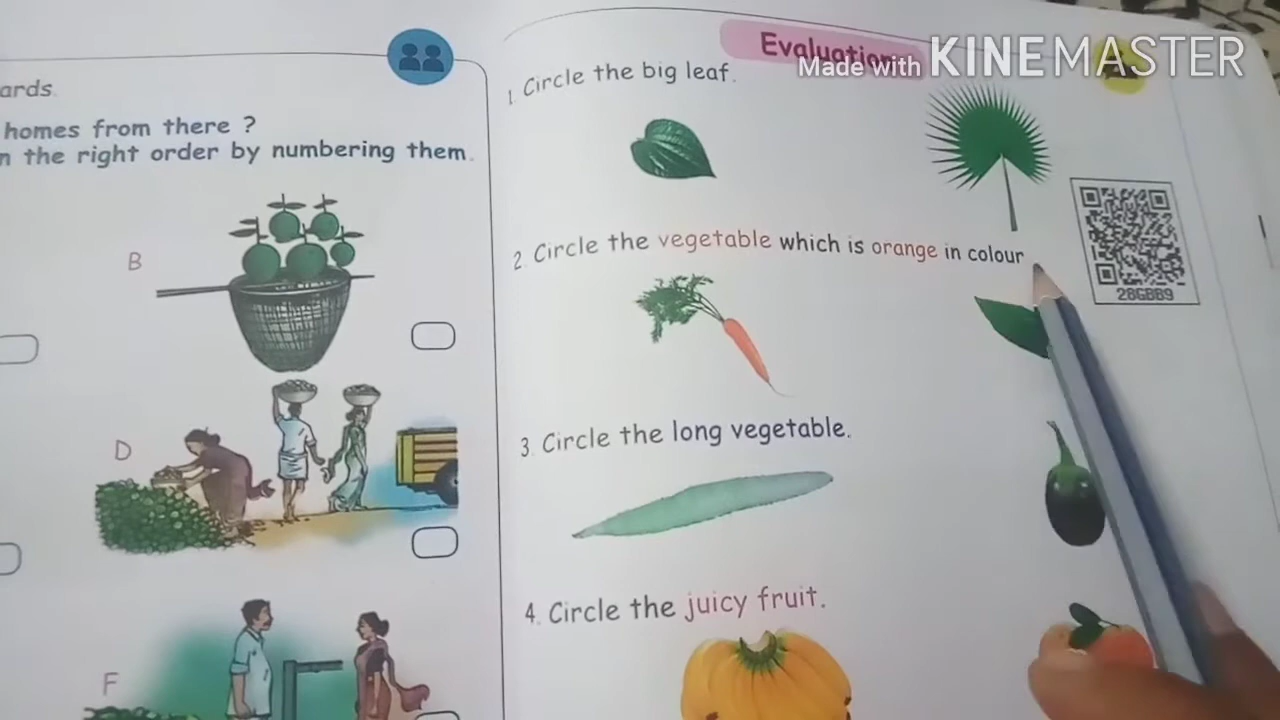 ards.
homes from there ?
n the right order by numbering them.
B
D
F
Evaluation
Made with KINEMASTER
1. Circle the big leaf.
2. Circle the vegetable which is orange in colour
28GBB9
3. Circle the long vegetable.
4. Circle the juicy fruit.